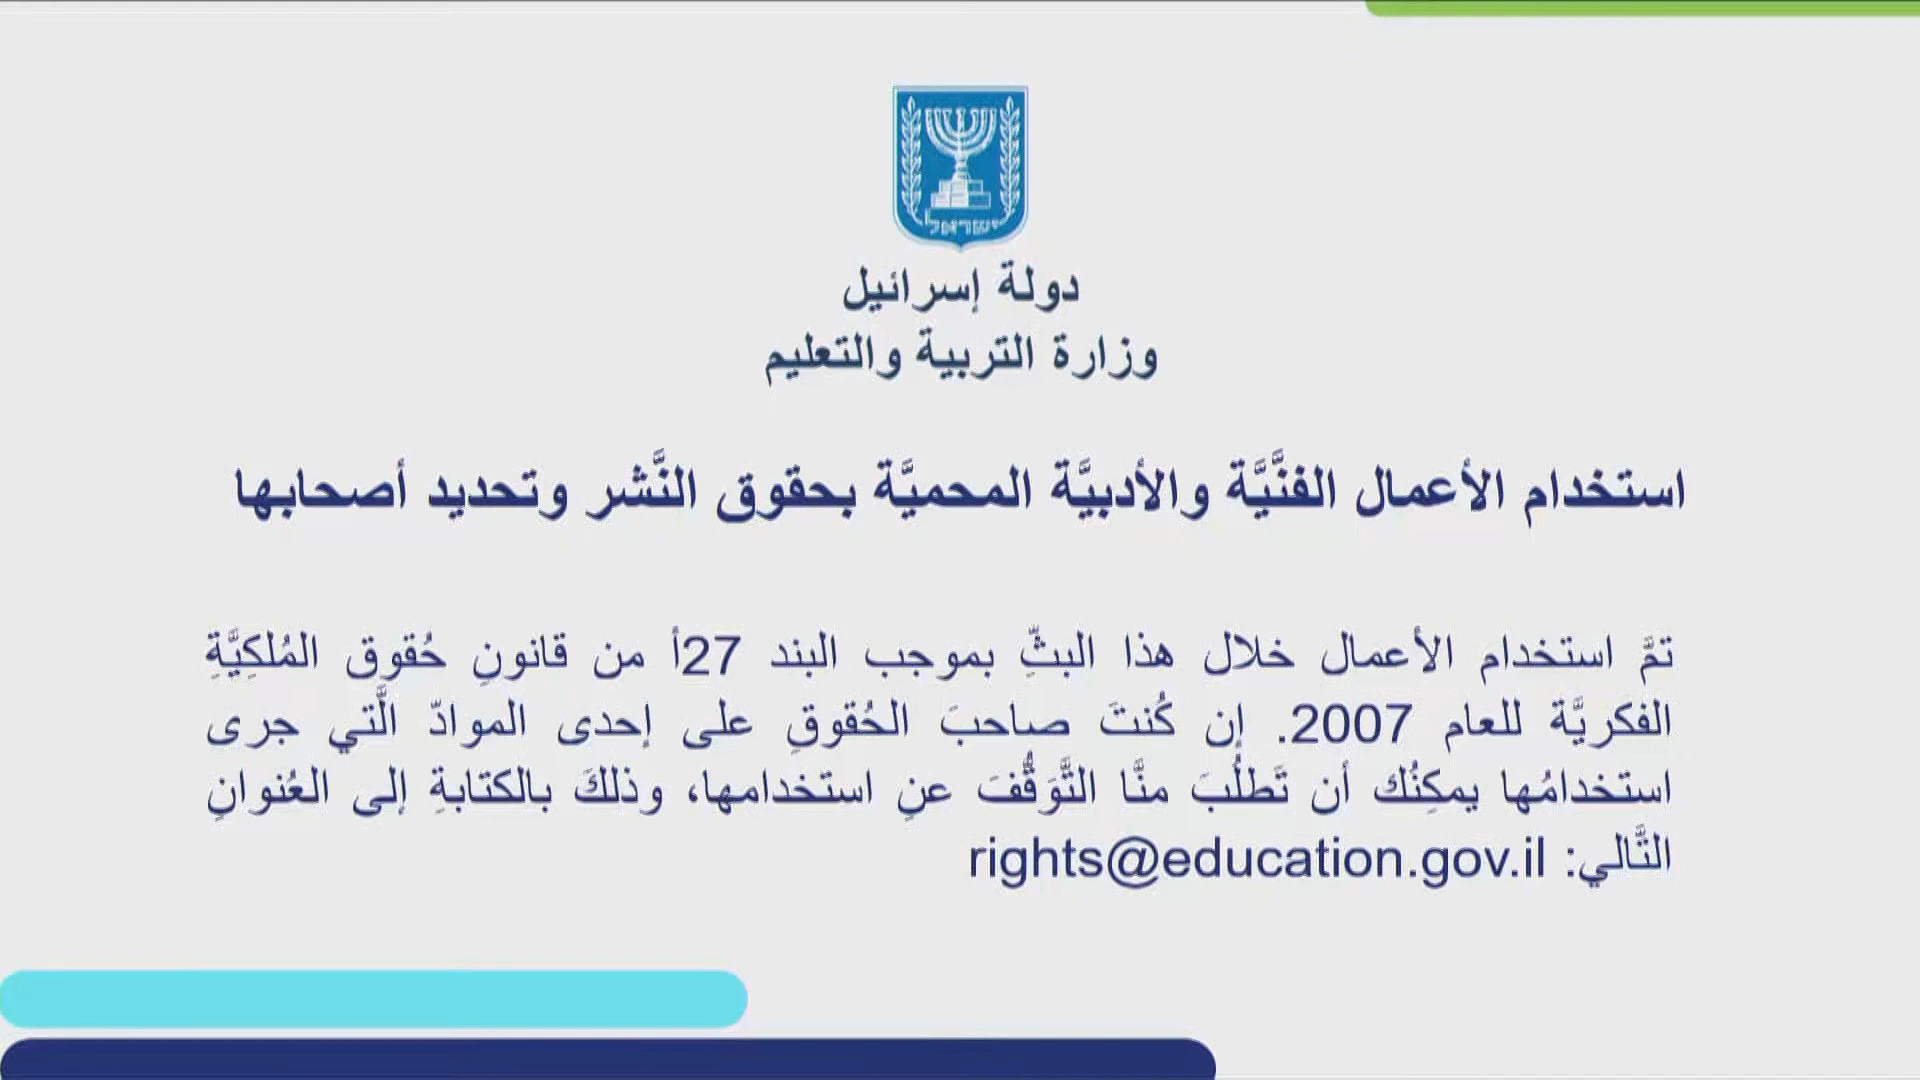 ישראל
دولة إسرائيل
وزارة التربية والتعليم
استخدام الأعمال الفنَّيَّة والأدبيَّة المحميَّة بحقوق النَّشر وتحديد أصحابها
تمَّ استخدام الأعمال خلال هذا البثِّ بموجب البند 27أ من قانونِ حُقوق المُلكِيَّةِ
الفكريَّة للعام 2007. إن كُنتَ صاحبَ الحُقوقِ على إحدى الموادّ الَّتي جرى
استخدامُها يمكِنُك أن تَطلُبَ منَّا التَّوَقُّفَ عنِ استخدامها، وذلكَ بالكتابةِ إلى العُنوانِ
التَّالي: rights@education.gov.il